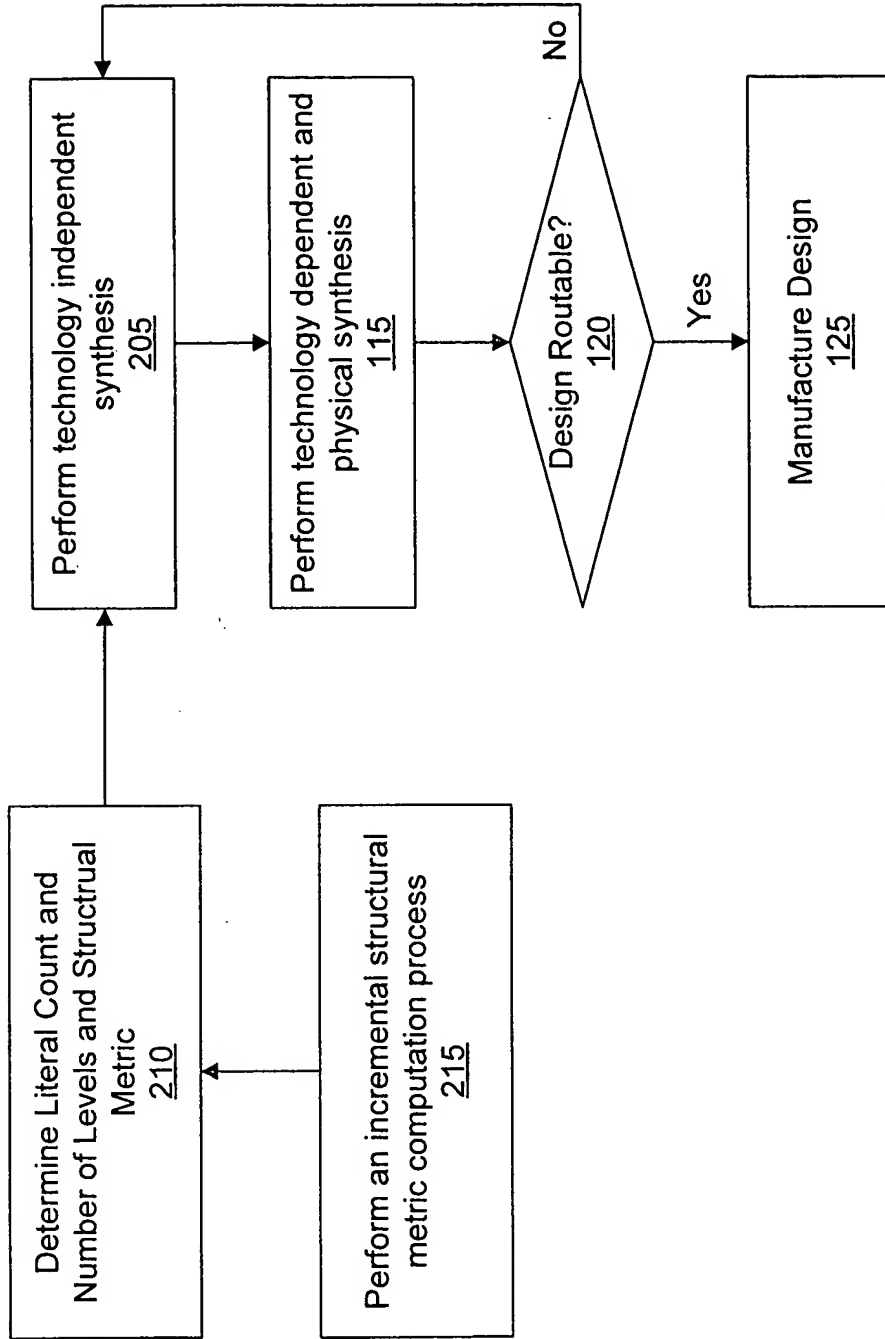 Determine Literal Count and
Number of Levels and Structrual
Metric
210
Perform an incremental structural
metric computation process
215
Perform technology independent
synthesis
205
Perform technology dependent and
physical synthesis
115
Design Routable?
120
No
Yes
Manufacture Design
125